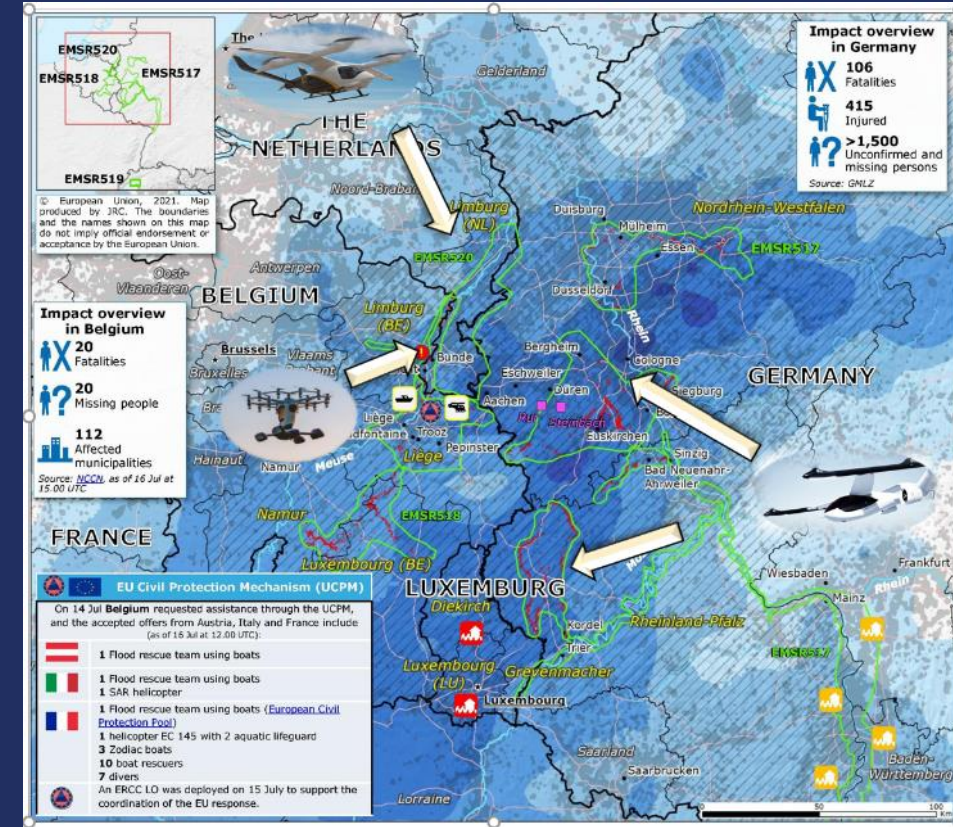 EMSR520
EMSR518
EMSR517
EMSR519
© European Union, 2021. Map
produced by JRC. The boundaries
and the names shown on this map
do not imply official endorsement or
acceptance by the European Union.
Impact overview
in Germany
106
Fatalities
415
Injured
>1,500
Unconfirmed and
missing persons
Source: GMLZ
Gelderland
THE
NETHERLANDS
Limburg
(NL)
Duisburg
Nordrhein-Westfalen
Mülheim
Essen
EMSR517
EMSR520
Antwerpen
Oost-
Vlaanderen
BELGIUM
Dusseldorf
Rhein
Limburg
(BE)
Impact overview
in Belgium
20
Fatalities
20
Missing people
112
Affected
municipalities
Source: NCCN, as of 16 Jul at
15.00 UTC
Brussels
Vlaams
Bunde
Bergheim
Cologne
Eschweiler
Düren
Siegburg
GERMANY
Aachen
Liège
Trooz
Pepinster
Liège
Euskirchen
Sinzig
Bad Neuenahr-
Ahrweiler
Hainaut
Namur
Meuse
Namur
EMSR518
FRANCE
Luxembourg (BE)
LUXEMBURG
Diekirch
Wiesbaden
Frankfurt
Rhein
Mainz
Kordel
Rheinland-Pfalz
Trier
EMSR517
Luxembourg
(LU)
Grevenmacher
Luxembourg
Saarland
Saarbrucken
Baden-
Württemberg
Lorraine
EU Civil Protection Mechanism (UCPM)
On 14 Jul Belgium requested assistance through the UCPM,
and the accepted offers from Austria, Italy and France include
(as of 16 Jul at 12.00 UTC):
1 Flood rescue team using boats
1 Flood rescue team using boats
1 SAR helicopter
1 Flood rescue team using boats (European Civil
Protection Pool)
1 helicopter EC 145 with 2 aquatic lifeguard
3 Zodiac boats
10 boat rescuers
7 divers
An ERCC LO was deployed on 15 July to support the
coordination of the EU response.
0
50
100
Km